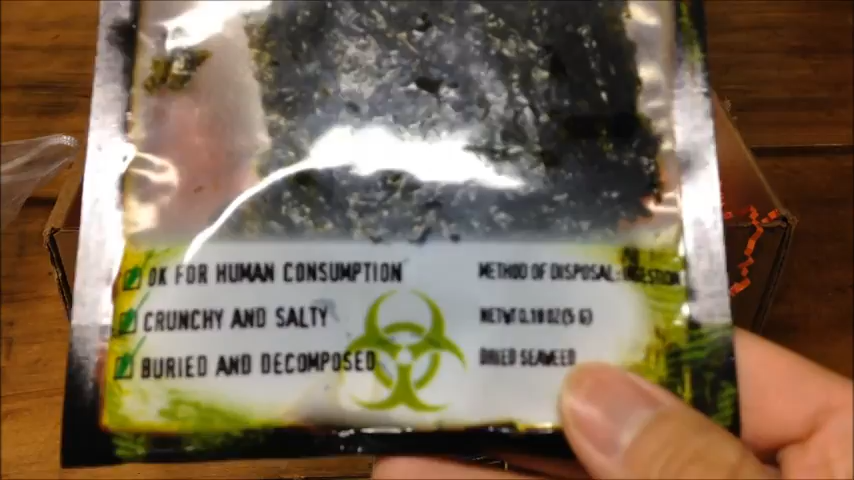 OK FOR HUMAN CONSUMPTION
CRUNCHY AND SALTY
BURIED AND DECOMPOSED
METHOD OF DISPOSAL: INGESTION
NET WT 0.18 OZ (5 G)
DRIED SEAWEED